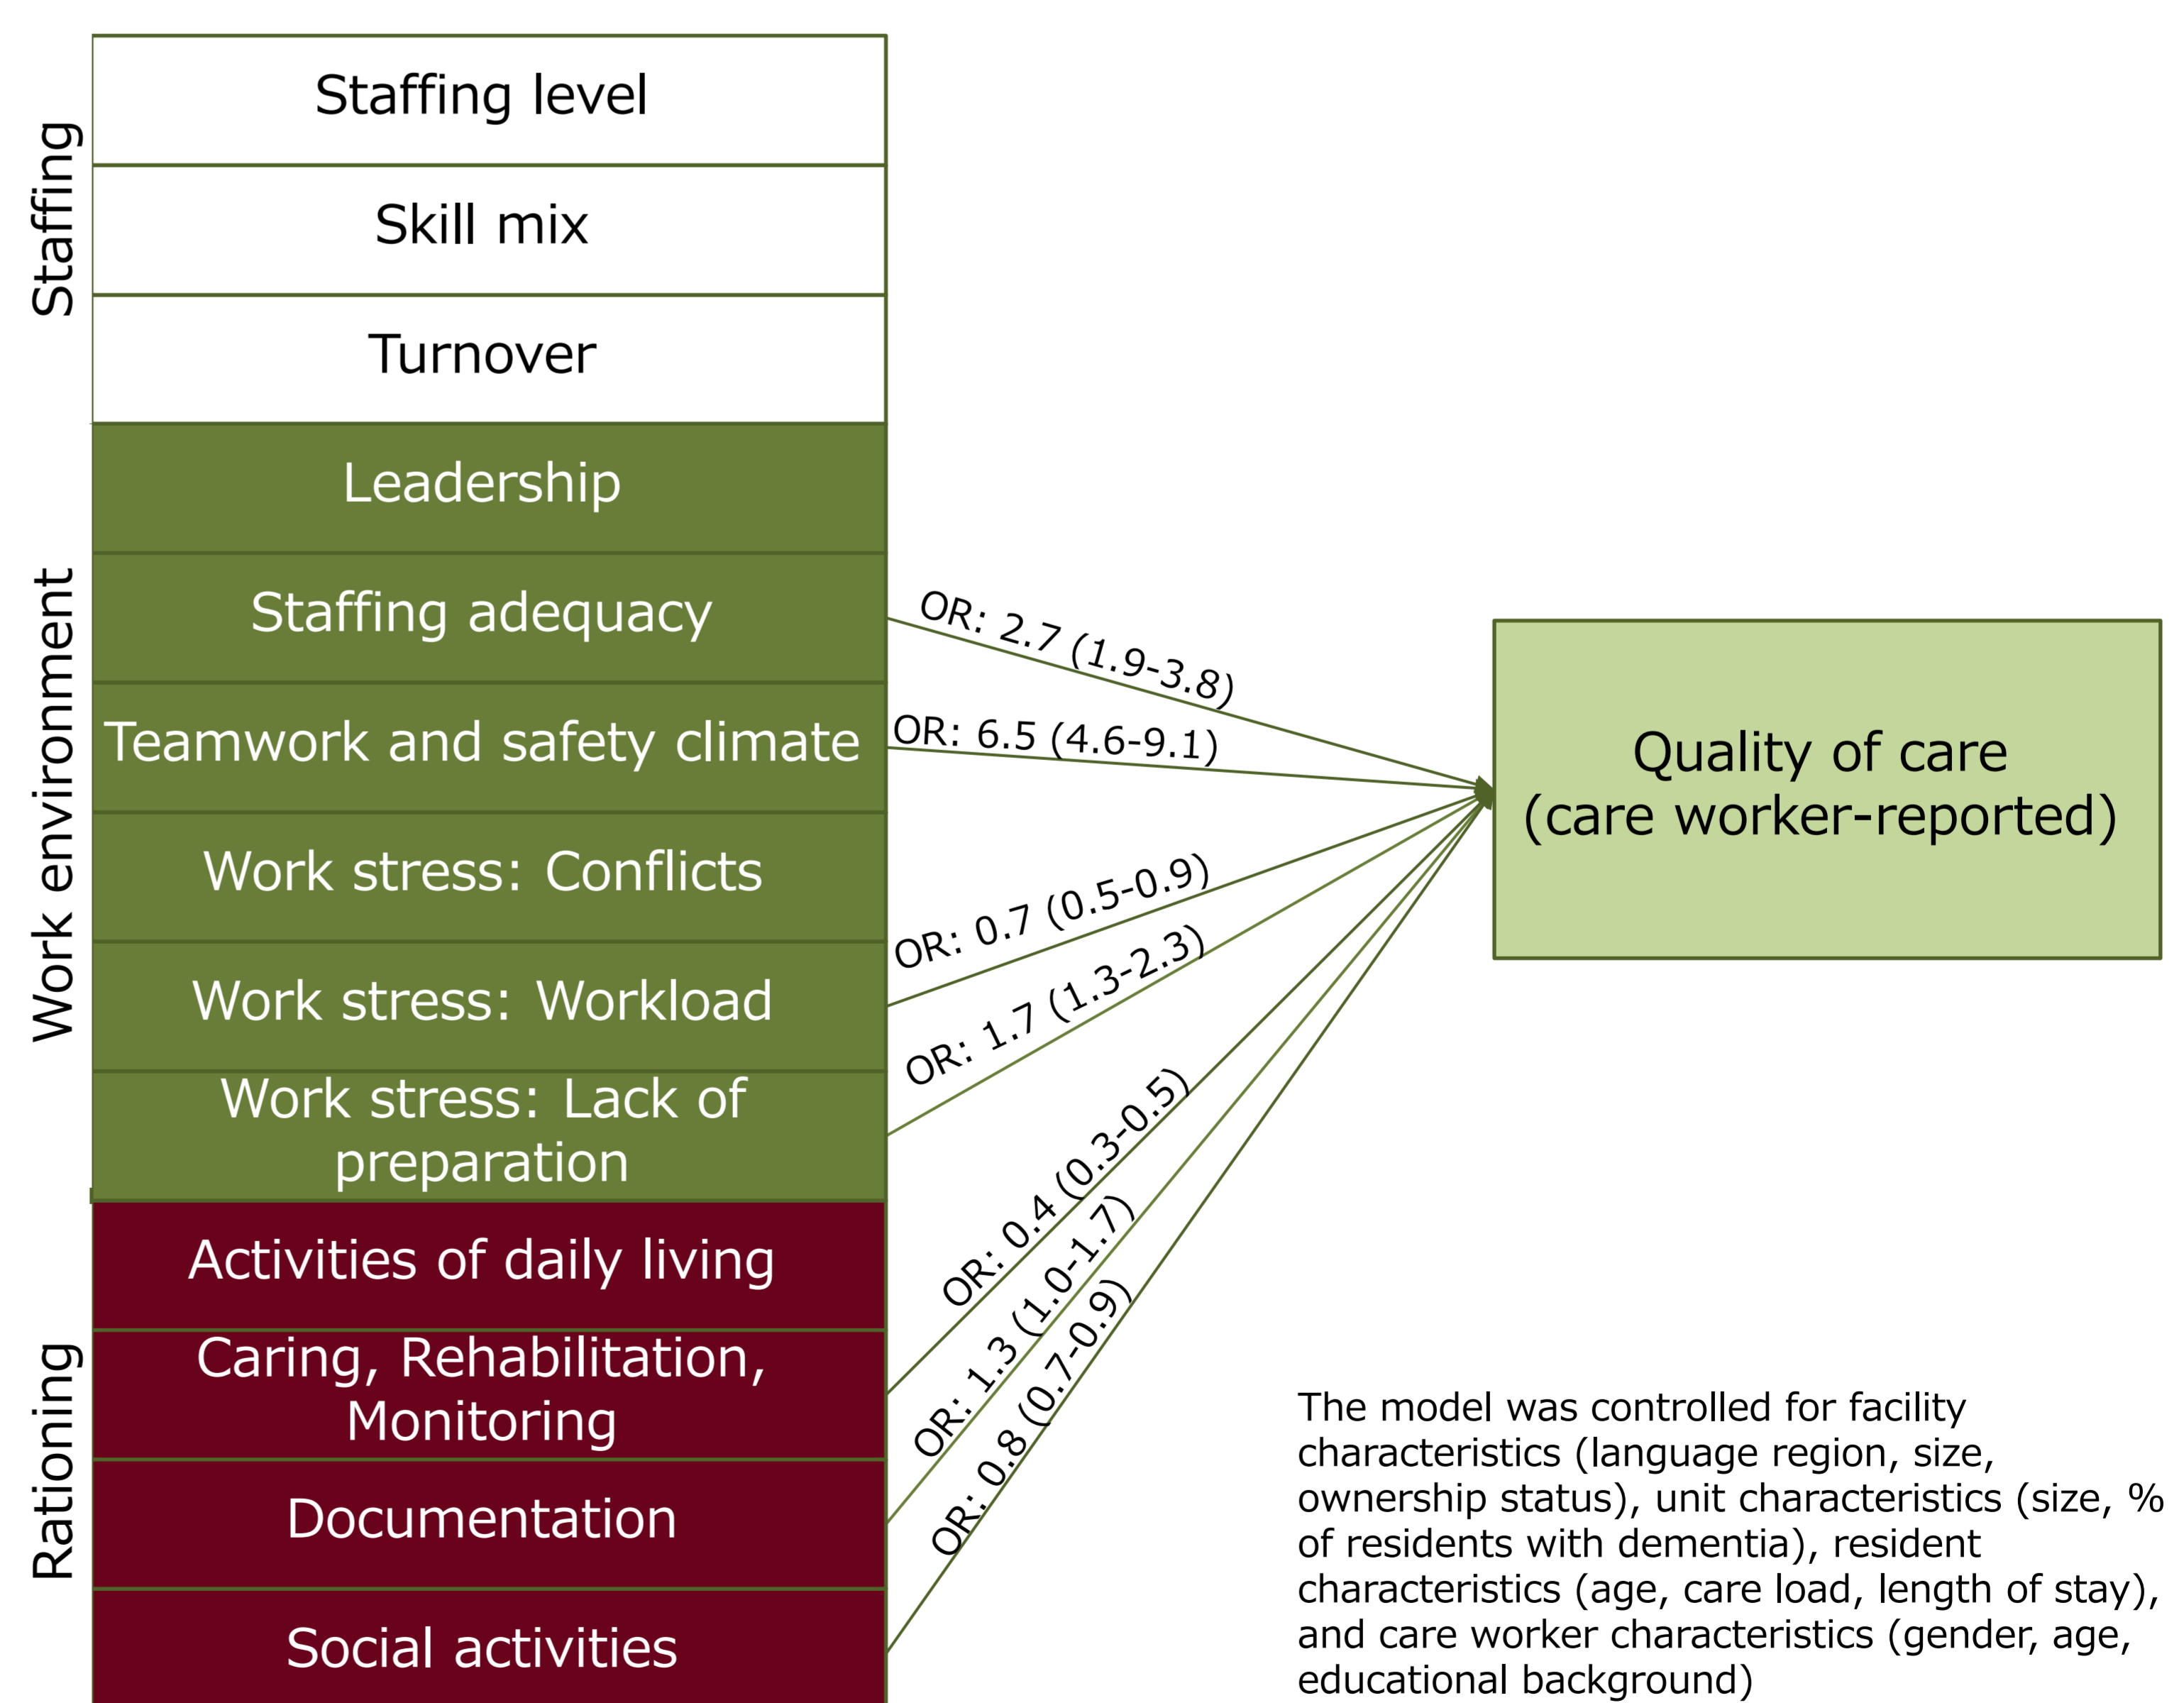 Staffing
Staffing level
Skill mix
Turnover
Work environment
Leadership
Staffing adequacy
Teamwork and safety climate
Work stress: Conflicts
Work stress: Workload
Work stress: Lack of
preparation
Rationing
Activities of daily living
Caring, Rehabilitation,
Monitoring
Documentation
Social activities
OR: 2.7 (1.9-3.8)
OR: 6.5 (4.6-9.1)
OR: 0.7 (0.5-0.9)
OR: 1.7 (1.3-2.3)
OR: 0.4 (0.3-0.5)
OR: 1.3 (1.0-1.7)
OR: 0.8 (0.7-0.9)
Quality of care
(care worker-reported)
The model was controlled for facility
characteristics (language region, size,
ownership status), unit characteristics (size, %
of residents with dementia), resident
characteristics (age, care load, length of stay),
and care worker characteristics (gender, age,
educational background)